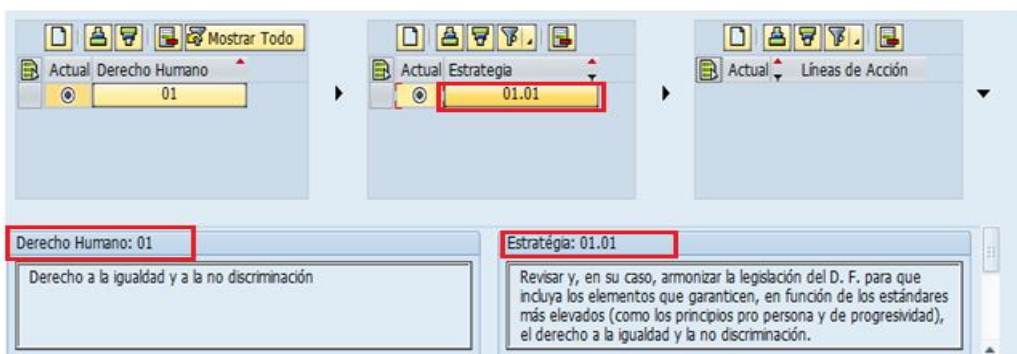 Mostrar Todo
Actual Derecho Humano
01
Actual Estrategia
01.01
Actual Líneas de Acción
Derecho Humano: 01
Derecho a la igualdad y a la no discriminación
Estratégia: 01.01
Revisar y, en su caso, armonizar la legislación del D. F. para que
incluya los elementos que garanticen, en función de los estándares
más elevados (como los principios pro persona y de progresividad),
el derecho a la igualdad y la no discriminación.